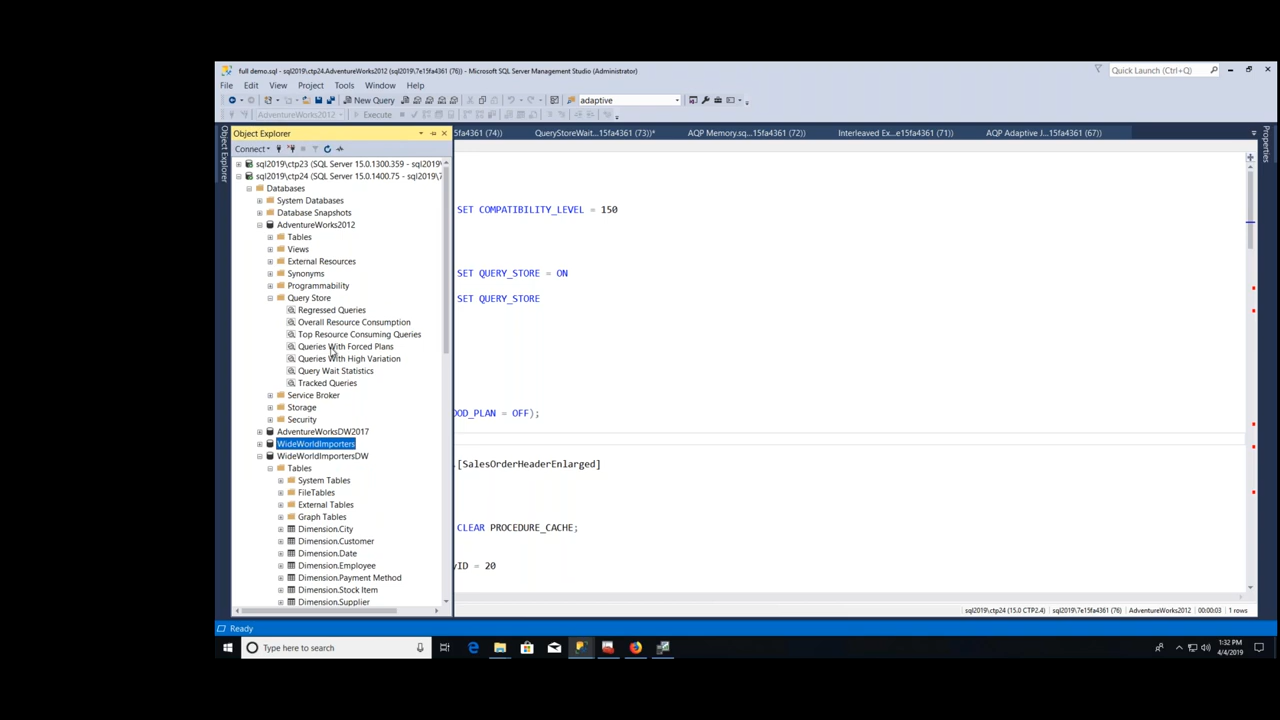 full demo.sql - sql2019\ctp24.AdventureWorks2012 (sql2019\7e15fa4361 (76)) - Microsoft SQL Server Management Studio (Administrator)
Quick Launch (Ctrl+Q)
File Edit View Project Tools Window Help
New Query adaptive
AdventureWorks2012 Execute
Object Explorer
Object Explorer
4361 (74)) QueryStoreWait...15fa4361 (73))* AQP Memory.sq...15fa4361 (72)) Interleaved Ex...e15fa4361 (71)) AQP Adaptive J...15fa4361 (67))
Properties
Connect
sql2019\ctp23 (SQL Server 15.0.1300.359 - sql2019\
sql2019\ctp24 (SQL Server 15.0.1400.75 - sql2019\7
Databases
System Databases
Database Snapshots
AdventureWorks2012
Tables
Views
External Resources
Synonyms
Programmability
Query Store
Regressed Queries
Overall Resource Consumption
Top Resource Consuming Queries
Queries With Forced Plans
Queries With High Variation
Query Wait Statistics
Tracked Queries
Service Broker
Storage
Security
AdventureWorksDW2017
WideWorldImporters
WideWorldImportersDW
Tables
System Tables
FileTables
External Tables
Graph Tables
Dimension.City
Dimension.Customer
Dimension.Date
Dimension.Employee
Dimension.Payment Method
Dimension.Stock Item
Dimension.Supplier
SET COMPATIBILITY_LEVEL = 150
SET QUERY_STORE = ON
SET QUERY_STORE
OOD_PLAN = OFF);
.[SalesOrderHeaderEnlarged]
CLEAR PROCEDURE_CACHE;
yID = 20
sql2019\ctp24 (15.0 CTP2.4) sql2019\7e15fa4361 (76) AdventureWorks2012 00:00:03 1 rows
Ready
Type here to search
1:32 PM
4/4/2019